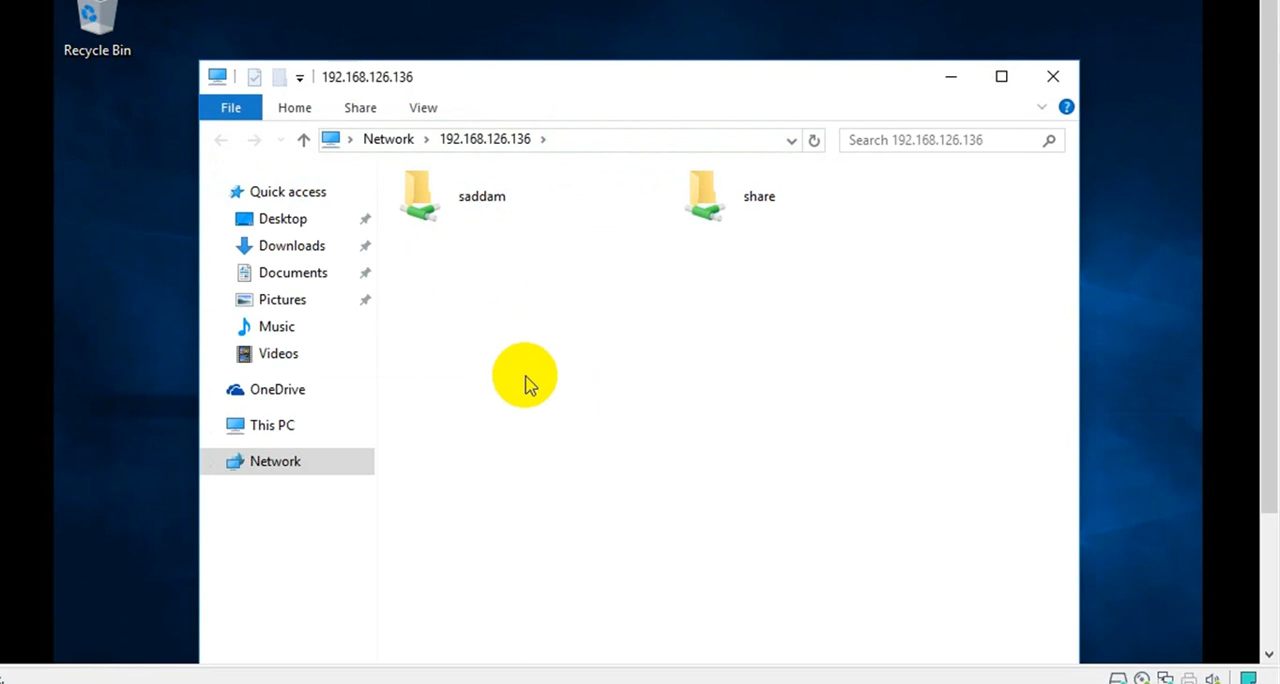 Recycle Bin
192.168.126.136
File Home Share View
Network 192.168.126.136
Search 192.168.126.136
Quick access
Desktop
Downloads
Documents
Pictures
Music
Videos
OneDrive
This PC
Network
saddam
share